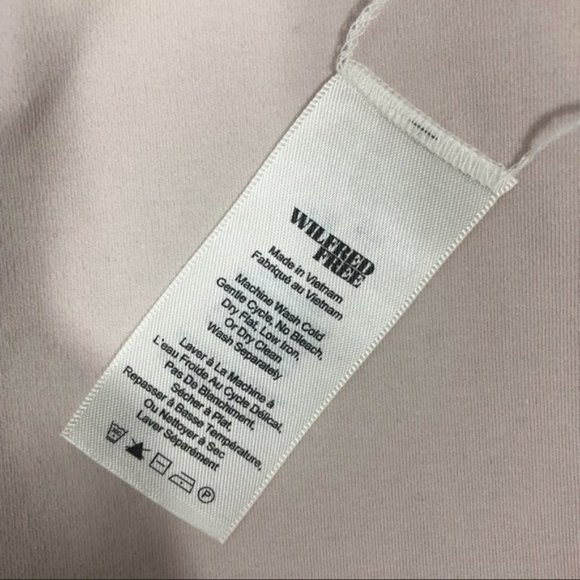 WILFRED
FREE
Made in Vietnam
Fabriqué au Vietnam
Machine Wash Cold
Gentle Cycle, No Bleach,
Dry Flat, Low Iron,
Or Dry Clean
Wash Separately
Laver à La Machine à
L'eau Froide Au Cycle Délicat,
Pas De Blanchiment,
Sécher à Plat,
Repasser à Basse Température,
Ou Nettoyer à Sec
Laver Séparément
P